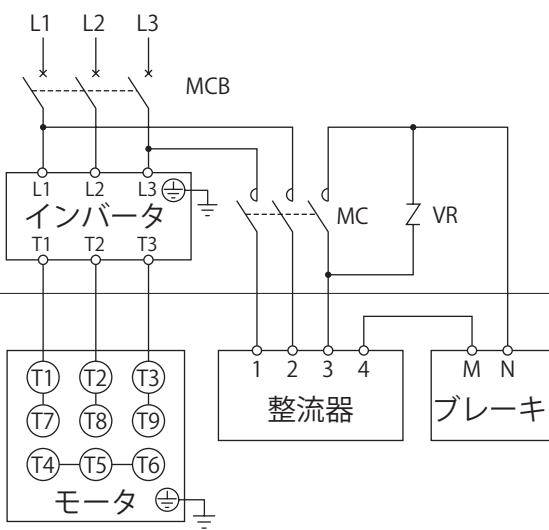 L1 L2 L3
MCB
L1 L2 L3
インバータ
T1 T2 T3
MC
VR
1 2 3 4
整流器
M N
ブレーキ
T1 T2 T3
T7 T8 T9
T4 T5 T6
モータ